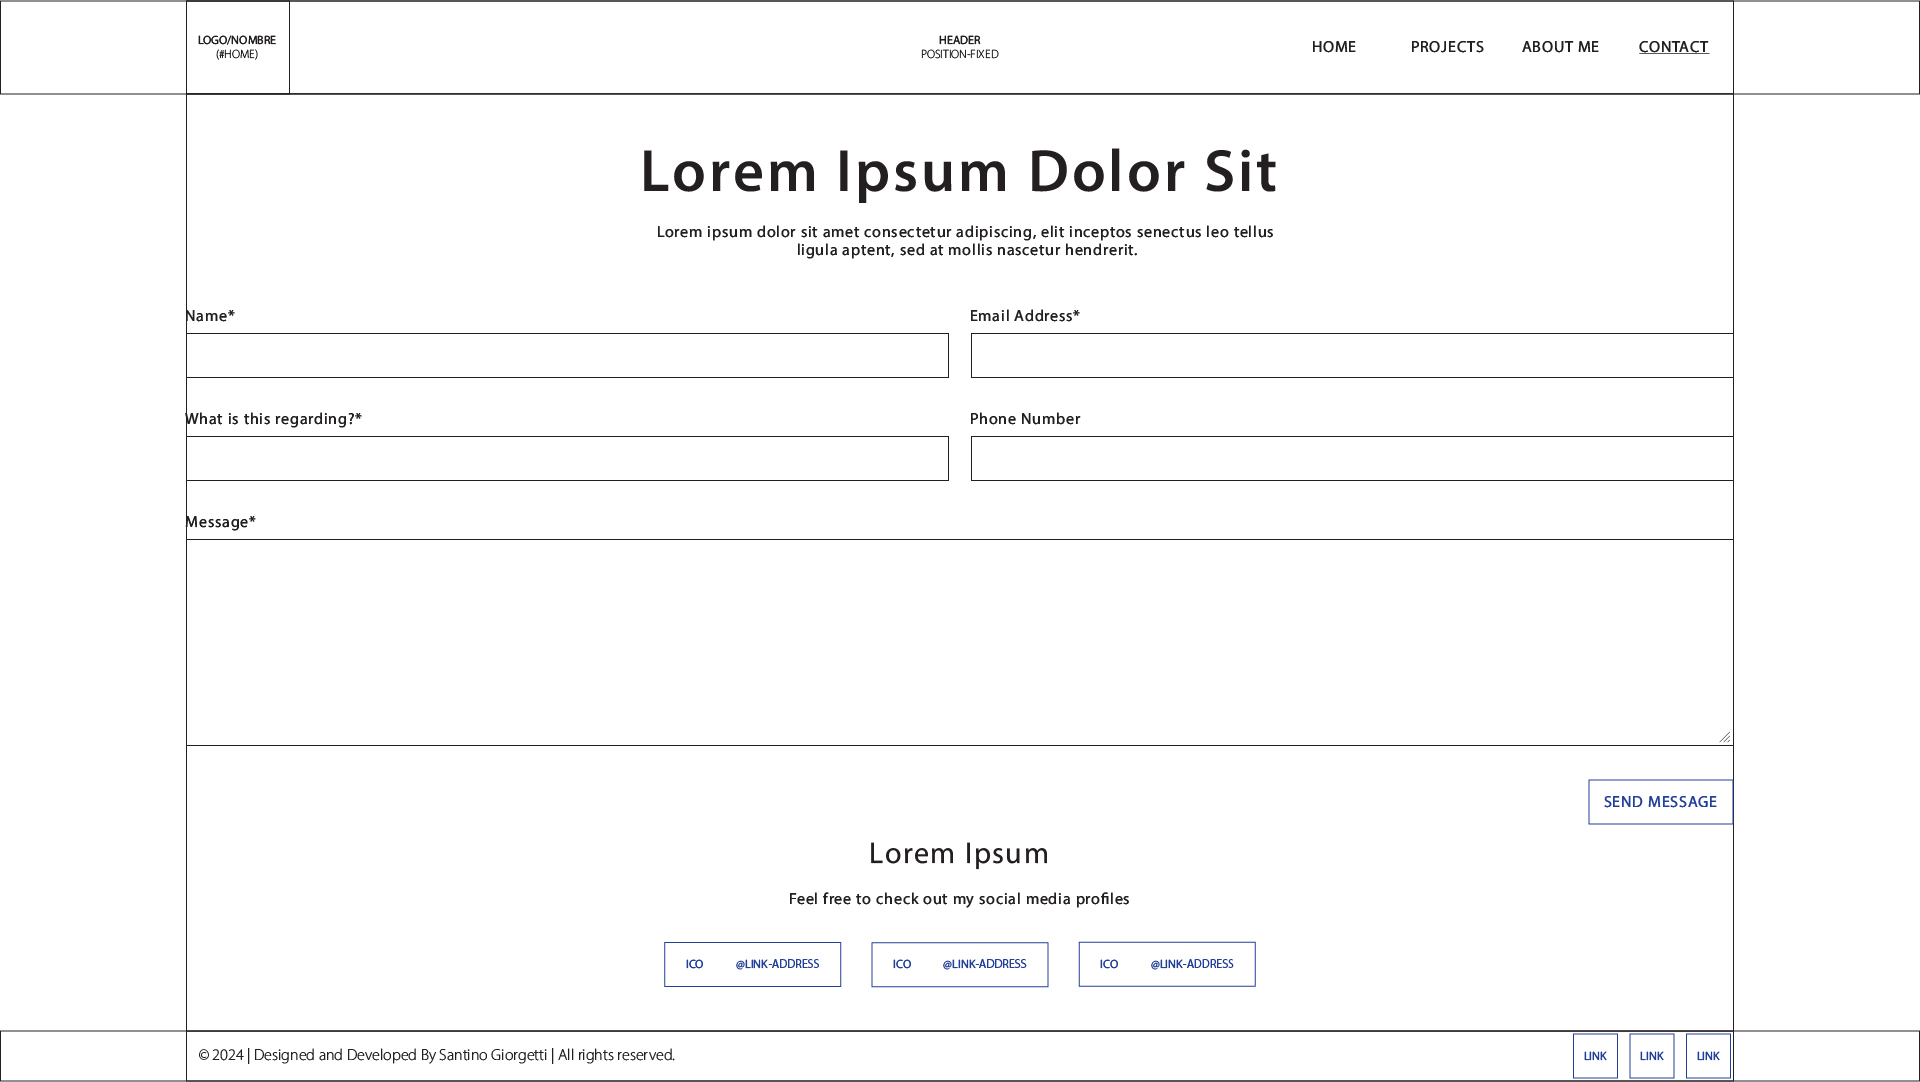 LOGO/NOMBRE
(#HOME)
HEADER
POSITION-FIXED
HOME PROJECTS ABOUT ME CONTACT
Lorem Ipsum Dolor Sit
Lorem ipsum dolor sit amet consectetur adipiscing, elit inceptos senectus leo tellus
ligula aptent, sed at mollis nascetur hendrerit.
Name*
Email Address*
What is this regarding?*
Phone Number
Message*
SEND MESSAGE
Lorem Ipsum
Feel free to check out my social media profiles
ICO @LINK-ADDRESS
ICO @LINK-ADDRESS
ICO @LINK-ADDRESS
© 2024 | Designed and Developed By Santino Giorgetti | All rights reserved.
LINK
LINK
LINK